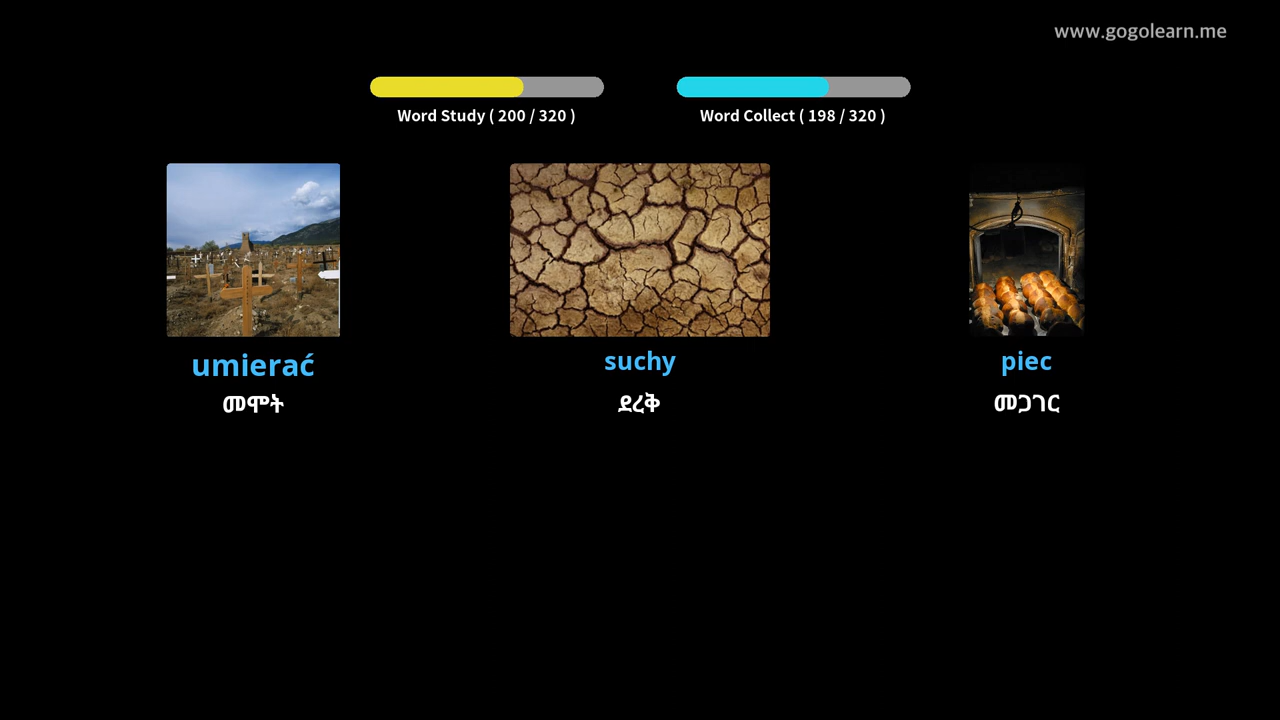 www.gogolearn.me
Word Study ( 200 / 320 )
Word Collect ( 198 / 320 )
umierać
suchy
piec
መሞት
ደረቅ
መጋገር